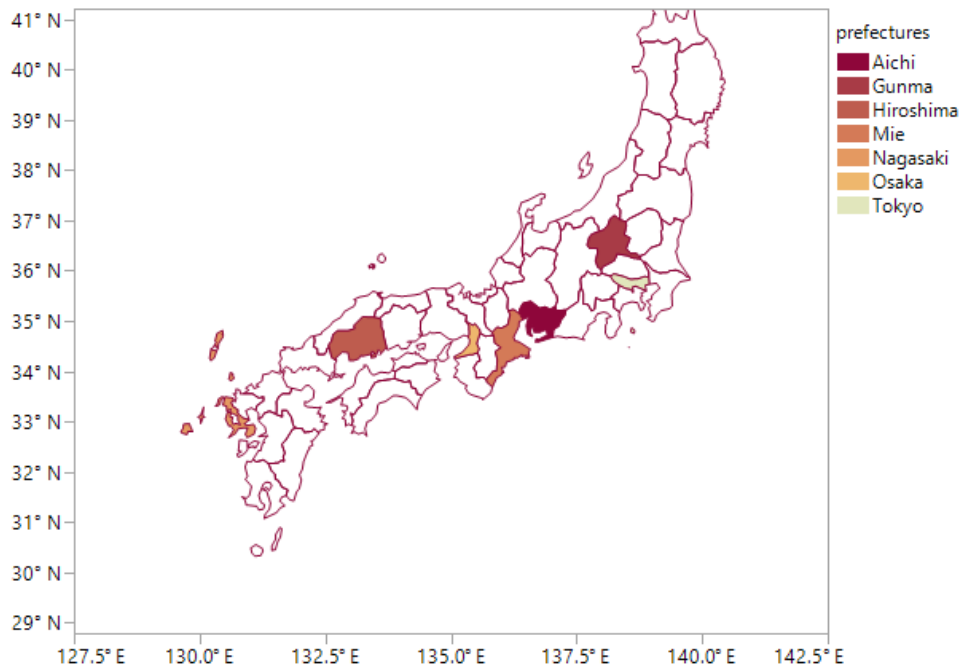 41° N
40° N
39° N
38° N
37° N
36° N
35° N
34° N
33° N
32° N
31° N
30° N
29° N
127.5° E 130.0° E 132.5° E 135.0° E 137.5° E 140.0° E 142.5° E
prefectures
Aichi
Gunma
Hiroshima
Mie
Nagasaki
Osaka
Tokyo